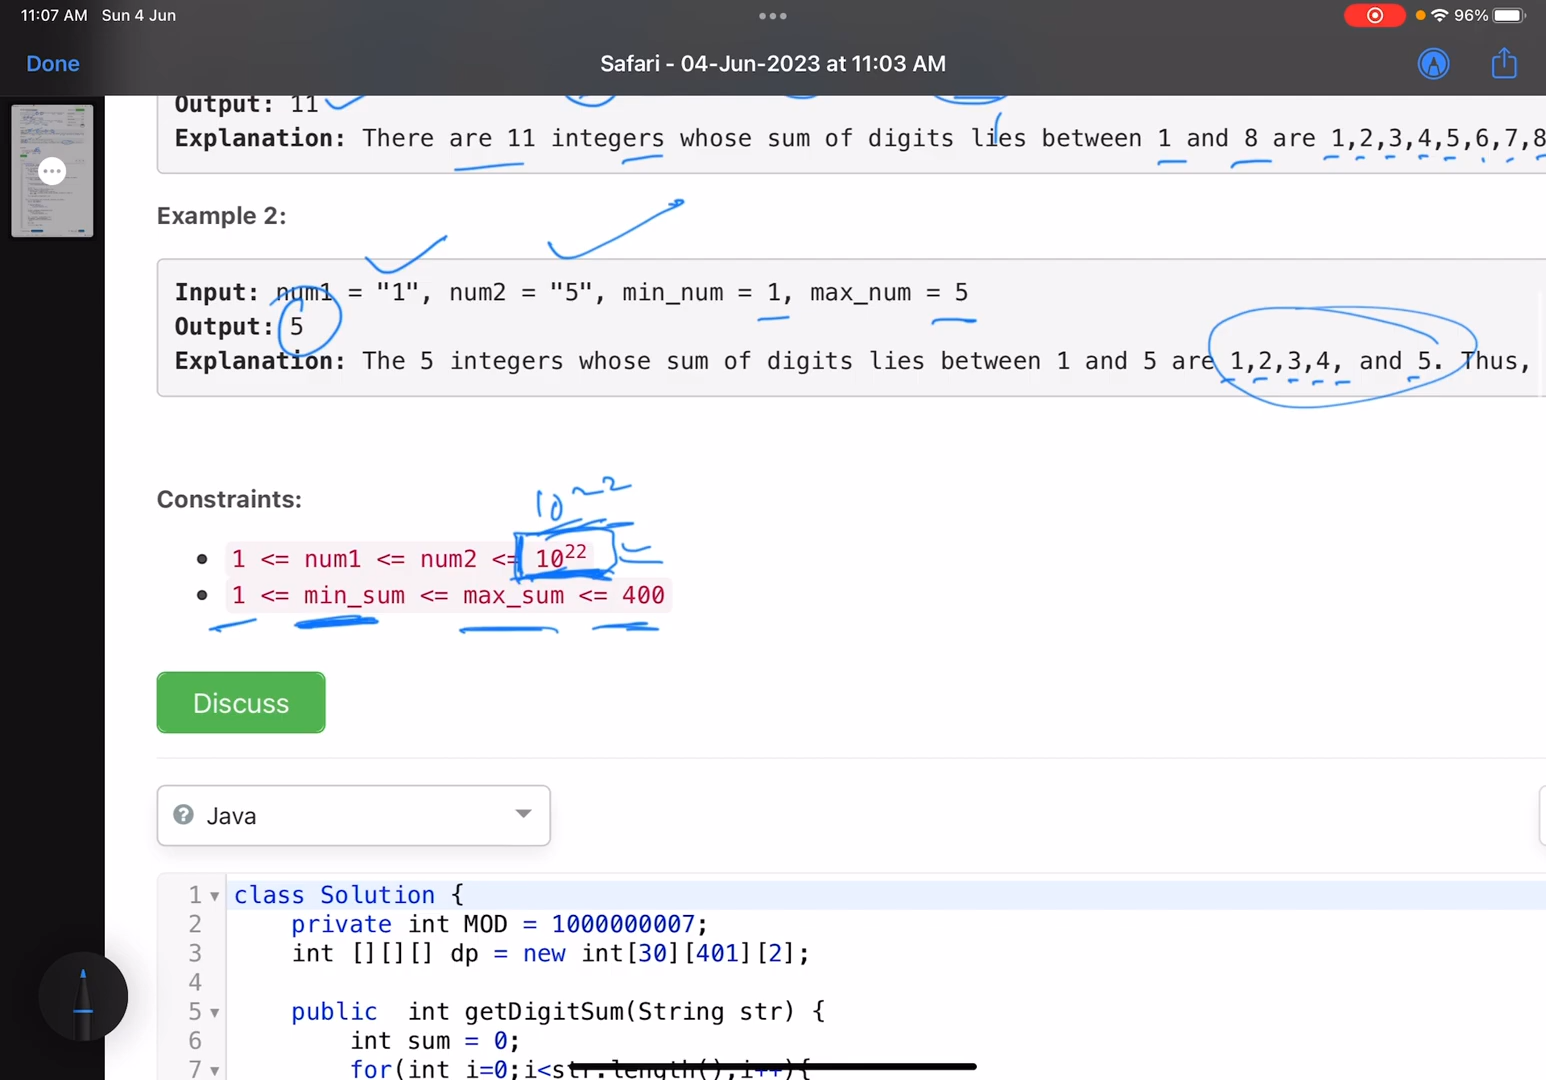 11:07 AM Sun 4 Jun
96%
Done
Safari - 04-Jun-2023 at 11:03 AM
Output: 11
Explanation: There are 11 integers whose sum of digits lies between 1 and 8 are 1,2,3,4,5,6,7,8
Example 2:
Input: num1 = "1", num2 = "5", min_num = 1, max_num = 5
Output: 5
Explanation: The 5 integers whose sum of digits lies between 1 and 5 are 1,2,3,4, and 5. Thus,
Constraints:
10^22
1 <= num1 <= num2 <= 10^22
1 <= min_sum <= max_sum <= 400
Discuss
Java
1 class Solution {
2 private int MOD = 1000000007;
3 int [][][] dp = new int[30][401][2];
4
5 public int getDigitSum(String str) {
6 int sum = 0;
7 for(int i=0;i<str.length();i++){